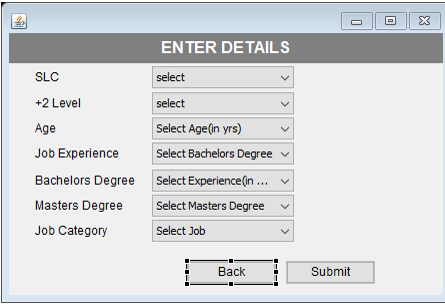 ENTER DETAILS
SLC select
+2 Level select
Age Select Age(in yrs)
Job Experience Select Bachelors Degree
Bachelors Degree Select Experience(in ...
Masters Degree Select Masters Degree
Job Category Select Job
Back Submit